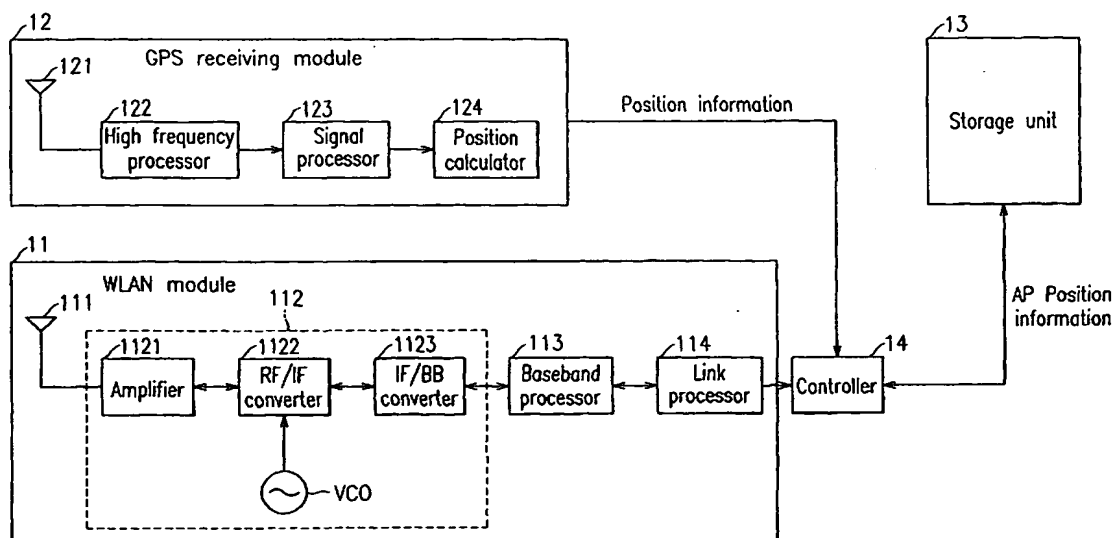 12
GPS receiving module
121
122
High frequency
processor
123
Signal
processor
124
Position
calculator
Position information
13
Storage unit
11
WLAN module
111
112
1121
Amplifier
1122
RF/IF
converter
1123
IF/BB
converter
VCO
113
Baseband
processor
114
Link
processor
14
Controller
AP Position
information